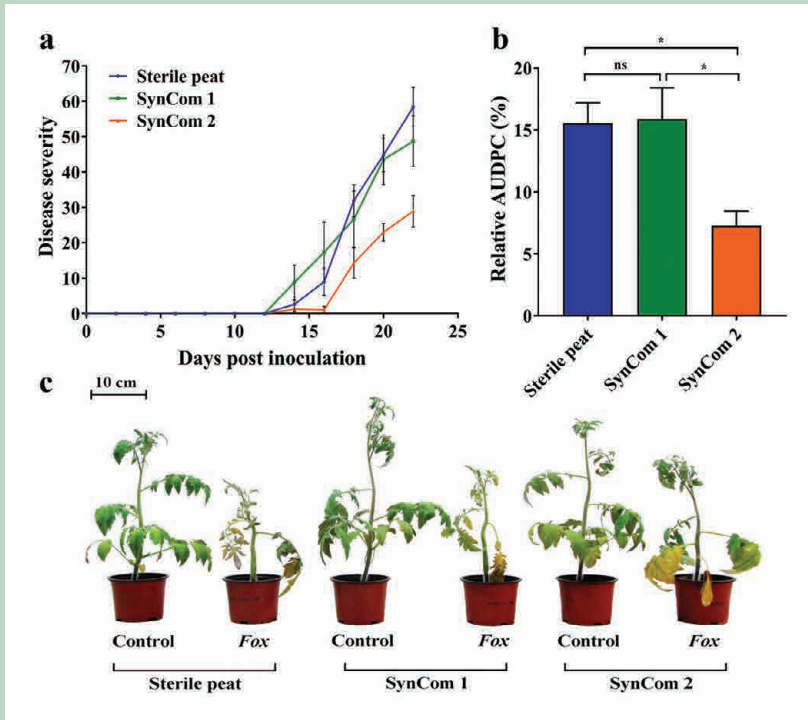 a
Disease severity
70
60
50
40
30
20
10
0
0 5 10 15 20 25
Days post inoculation
Sterile peat
SynCom 1
SynCom 2
b
Relative AUDPC (%)
20
15
10
5
0
*
ns *
Sterile peat
SynCom 1
SynCom 2
c
10 cm
Control Fox Control Fox Control Fox
Sterile peat SynCom 1 SynCom 2